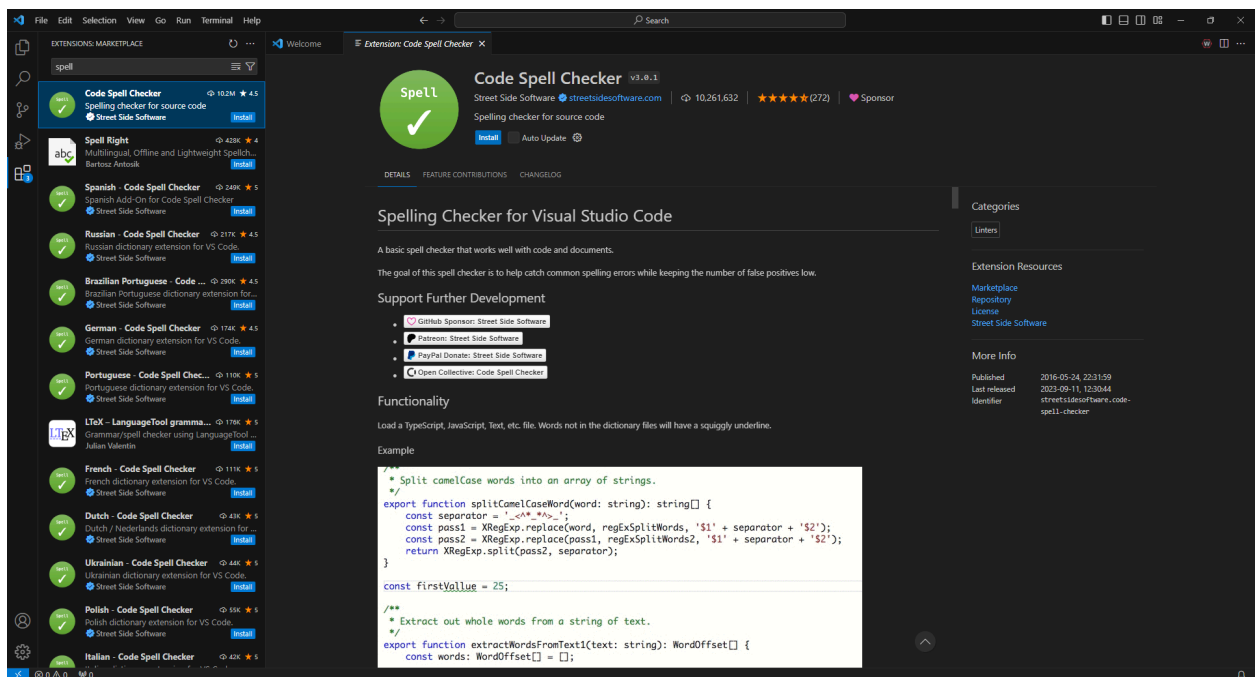 File Edit Selection View Go Run Terminal Help
Search
EXTENSIONS: MARKETPLACE
spell
Code Spell Checker 10.2M ★ 4.5
Spelling checker for source code
Street Side Software Install
Spell Right 428K ★ 4
Multilingual, Offline and Lightweight Spellch...
Bartosz Antosik Install
Spanish - Code Spell Checker 249K ★ 5
Spanish Add-On for Code Spell Checker
Street Side Software Install
Russian - Code Spell Checker 217K ★ 4.5
Russian dictionary extension for VS Code.
Street Side Software Install
Brazilian Portuguese - Code ... 290K ★ 4.5
Brazilian Portuguese dictionary extension for...
Street Side Software Install
German - Code Spell Checker 174K ★ 4.5
German dictionary extension for VS Code.
Street Side Software Install
Portuguese - Code Spell Chec... 110K ★ 5
Portuguese dictionary extension for VS Code.
Street Side Software Install
LTeX – LanguageTool gramma... 176K ★ 5
Grammar/spell checker using LanguageTool ...
Julian Valentin Install
French - Code Spell Checker 111K ★ 5
French dictionary extension for VS Code.
Street Side Software Install
Dutch - Code Spell Checker 43K ★ 5
Dutch / Nederlands dictionary extension for ...
Street Side Software Install
Ukrainian - Code Spell Checker 44K ★ 5
Ukrainian dictionary extension for VS Code.
Street Side Software Install
Polish - Code Spell Checker 55K ★ 5
Polish dictionary extension for VS Code.
Street Side Software Install
Italian - Code Spell Checker 42K ★ 5
Welcome
Extension: Code Spell Checker
Spell
Code Spell Checker v3.0.1
Street Side Software streetsidesoftware.com | 10,261,632 | ★★★★★(272) | Sponsor
Spelling checker for source code
Install Auto Update
DETAILS FEATURE CONTRIBUTIONS CHANGELOG
Spelling Checker for Visual Studio Code
A basic spell checker that works well with code and documents.
The goal of this spell checker is to help catch common spelling errors while keeping the number of false positives low.
Support Further Development
GitHub Sponsor: Street Side Software
Patreon: Street Side Software
PayPal Donate: Street Side Software
Open Collective: Code Spell Checker
Functionality
Load a TypeScript, JavaScript, Text, etc. file. Words not in the dictionary files will have a squiggly underline.
Example
/**
* Split camelCase words into an array of strings.
*/
export function splitCamelCaseWord(word: string): string[] {
const separator = '_<^*_*^>_';
const pass1 = XRegExp.replace(word, regExSplitWords, '$1' + separator + '$2');
const pass2 = XRegExp.replace(pass1, regExSplitWords2, '$1' + separator + '$2');
return XRegExp.split(pass2, separator);
}
const firstVallue = 25;
/**
* Extract out whole words from a string of text.
*/
export function extractWordsFromText1(text: string): WordOffset[] {
const words: WordOffset[] = [];
Categories
Linters
Extension Resources
Marketplace
Repository
License
Street Side Software
More Info
Published 2016-05-24, 22:31:59
Last released 2023-09-11, 12:30:44
Identifier streetsidesoftware.code-
spell-checker
0 0 0